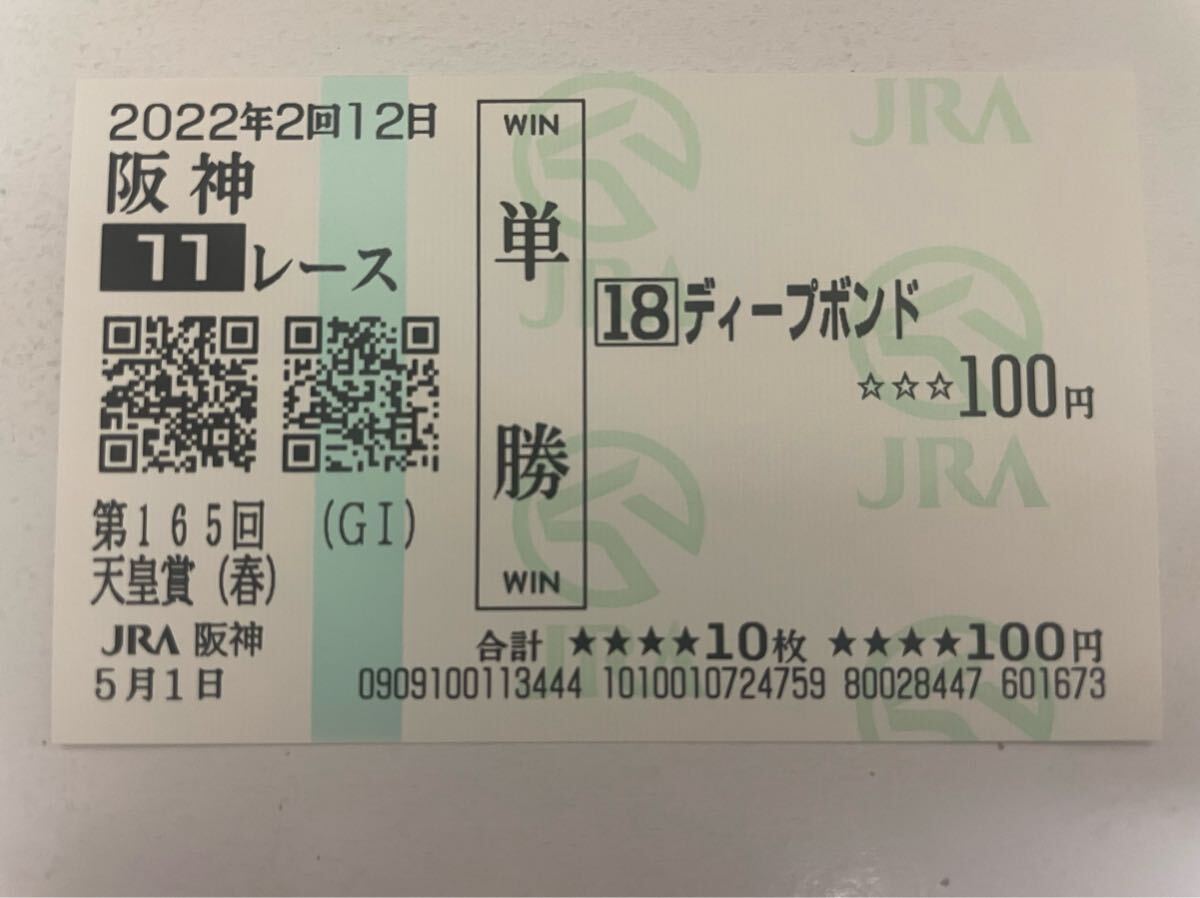 2022年2回12日
阪神
11レース
第165回 (GI)
天皇賞(春)
JRA 阪神
5月1日
WIN
単勝
WIN
18 ディープボンド
☆☆☆100円
合計 ★★★★10枚 ★★★★100円
0909100113444 1010010724759 80028447 601673
JRA
JRA
JRA
JRA